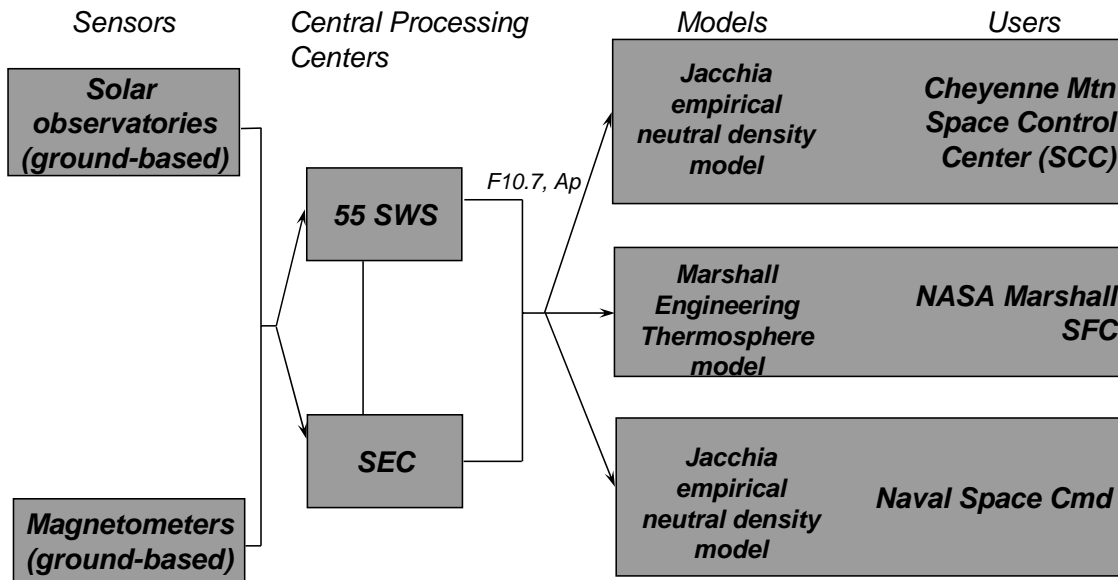 Sensors
Central Processing
Centers
Models
Users
Solar
observatories
(ground-based)
Magnetometers
(ground-based)
55 SWS
SEC
F10.7, Ap
Jacchia
empirical
neutral density
model
Cheyenne Mtn
Space Control
Center (SCC)
Marshall
Engineering
Thermosphere
model
NASA Marshall
SFC
Jacchia
empirical
neutral density
model
Naval Space Cmd